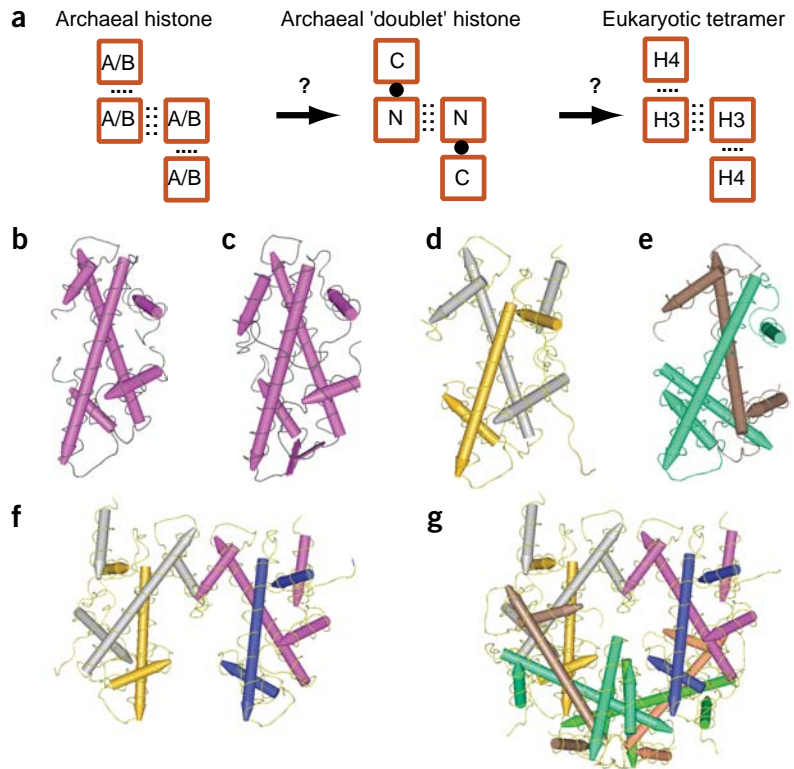 a
Archaeal histone
Archaeal 'doublet' histone
Eukaryotic tetramer
A/B
A/B
A/B
A/B
?
C
N
N
C
?
H4
H3
H3
H4
b
c
d
e
f
g